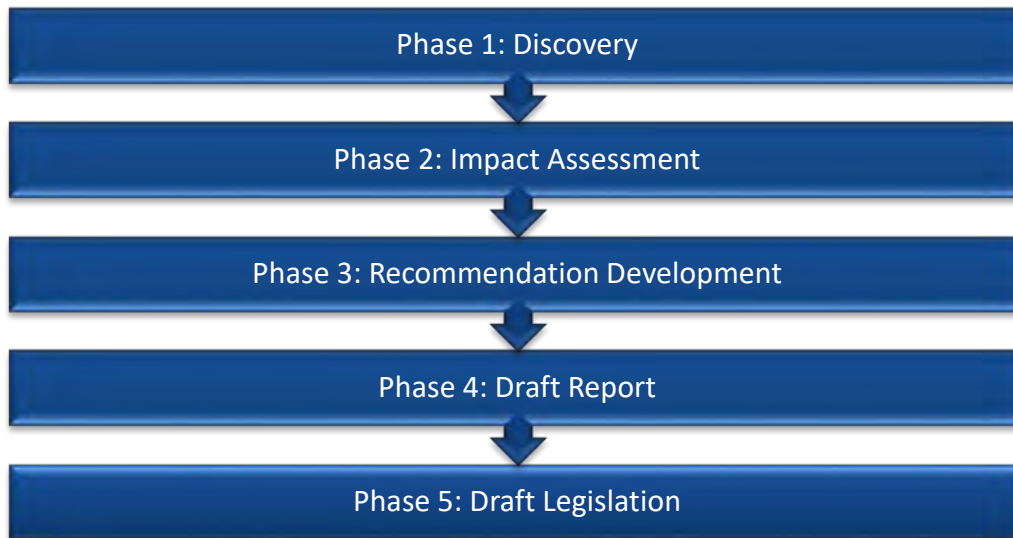 Phase 1: Discovery
Phase 2: Impact Assessment
Phase 3: Recommendation Development
Phase 4: Draft Report
Phase 5: Draft Legislation